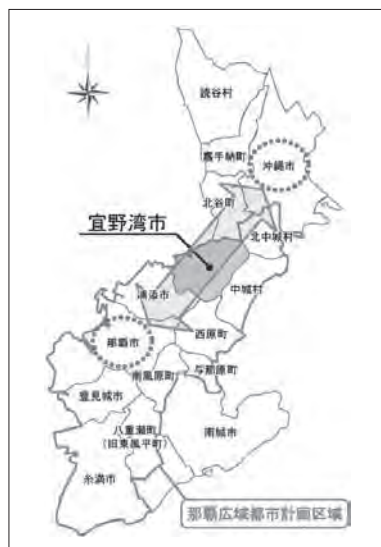 読谷村
嘉手納町
沖縄市
北谷町
北中城村
宜野湾市
中城村
浦添市
西原町
那覇市
与那原町
南風原町
豊見城市
八重瀬町
(旧東風平町)
南城市
糸満市
那覇広域都市計画区域